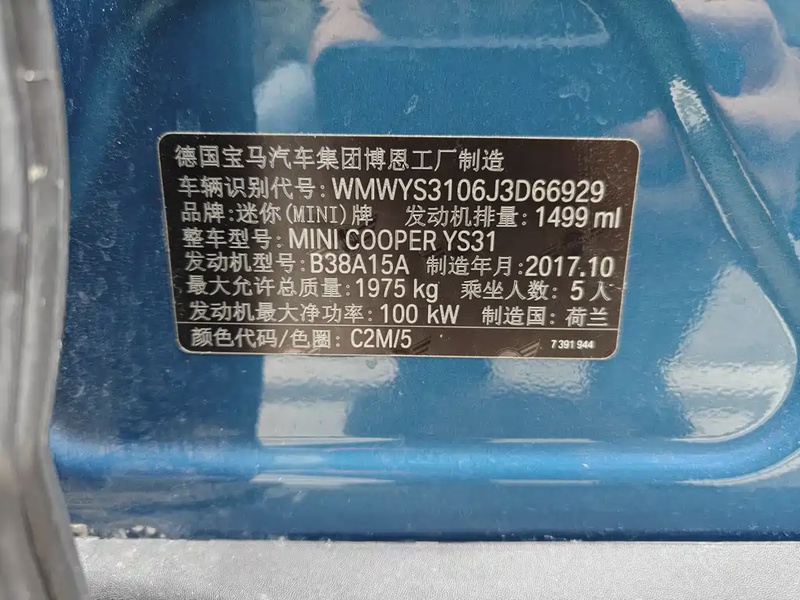 德国宝马汽车集团博恩工厂制造
车辆识别代号: WMWYS3106J3D66929
品牌: 迷你(MINI)牌 发动机排量: 1499 ml
整车型号: MINI COOPER YS31
发动机型号: B38A15A 制造年月: 2017.10
最大允许总质量: 1975 kg 乘坐人数: 5人
发动机最大净功率: 100 kW 制造国: 荷兰
颜色代码/色圈: C2M/5 7 391 944